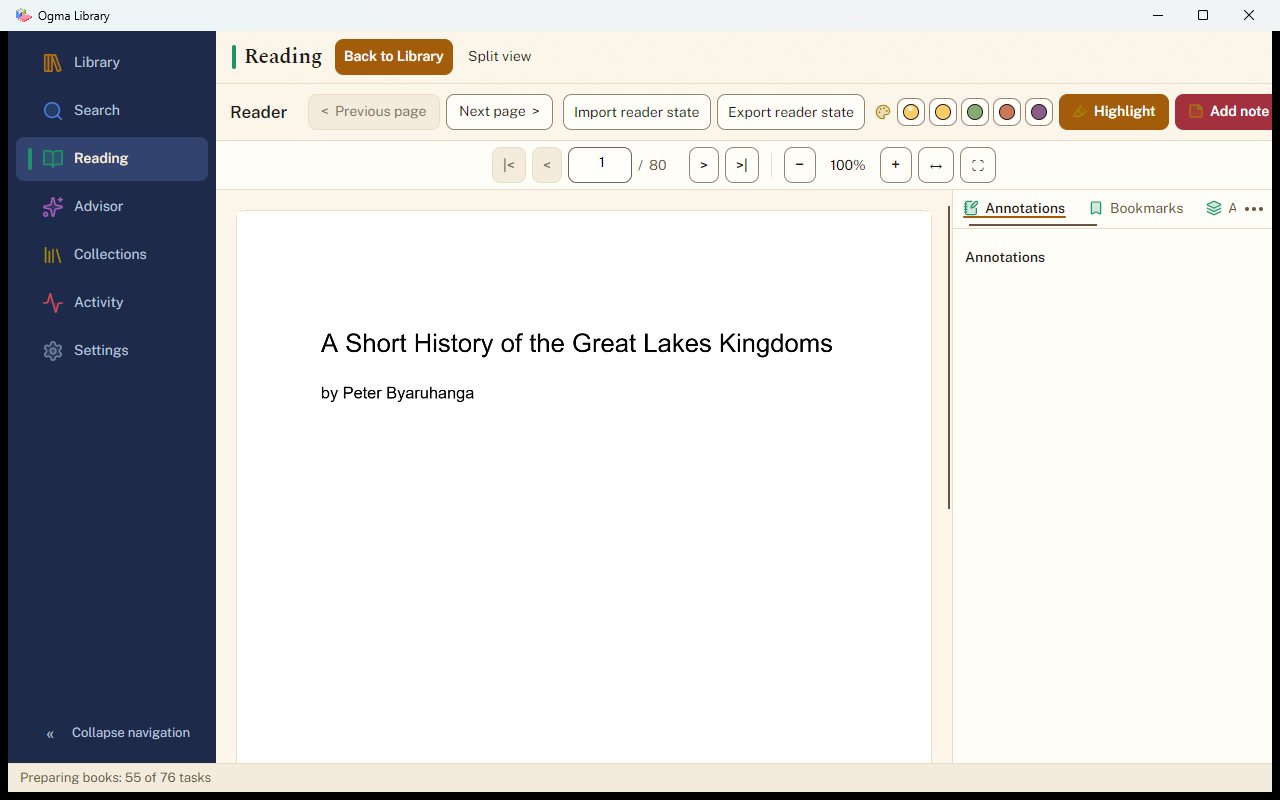 Ogma Library
Library
Search
Reading
Advisor
Collections
Activity
Settings
« Collapse navigation
Reading Back to Library Split view
Reader < Previous page Next page > Import reader state Export reader state Highlight Add note
|< < 1 / 80 > >| − 100% + ↔
Annotations Bookmarks A •••
Annotations
A Short History of the Great Lakes Kingdoms
by Peter Byaruhanga
Preparing books: 55 of 76 tasks